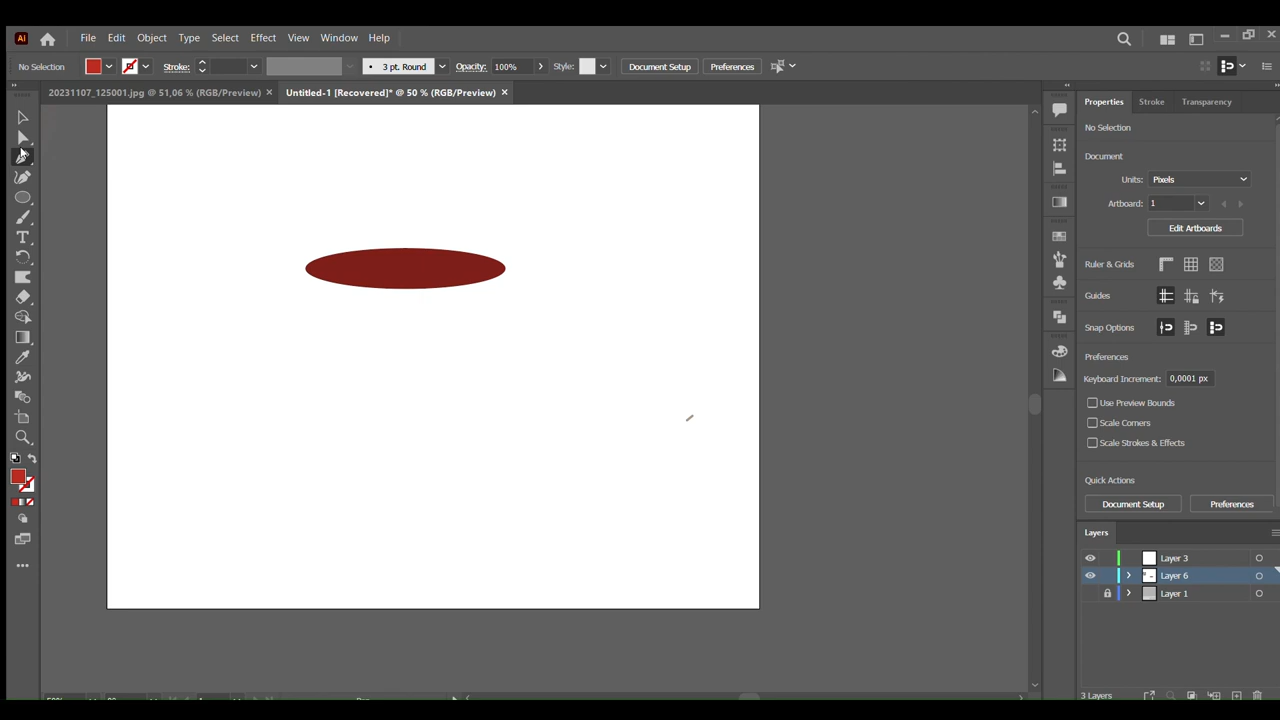 Ai File Edit Object Type Select Effect View Window Help
No Selection Stroke: 3 pt. Round Opacity: 100% Style: Document Setup Preferences
20231107_125001.jpg @ 51,06 % (RGB/Preview) × Untitled-1 [Recovered]* @ 50 % (RGB/Preview) ×
Properties Stroke Transparency
No Selection
Document
Units: Pixels
Artboard: 1
Edit Artboards
Ruler & Grids
Guides
Snap Options
Preferences
Keyboard Increment: 0,0001 px
Use Preview Bounds
Scale Corners
Scale Strokes & Effects
Quick Actions
Document Setup Preferences
Layers
Layer 3
Layer 6
Layer 1
3 Layers